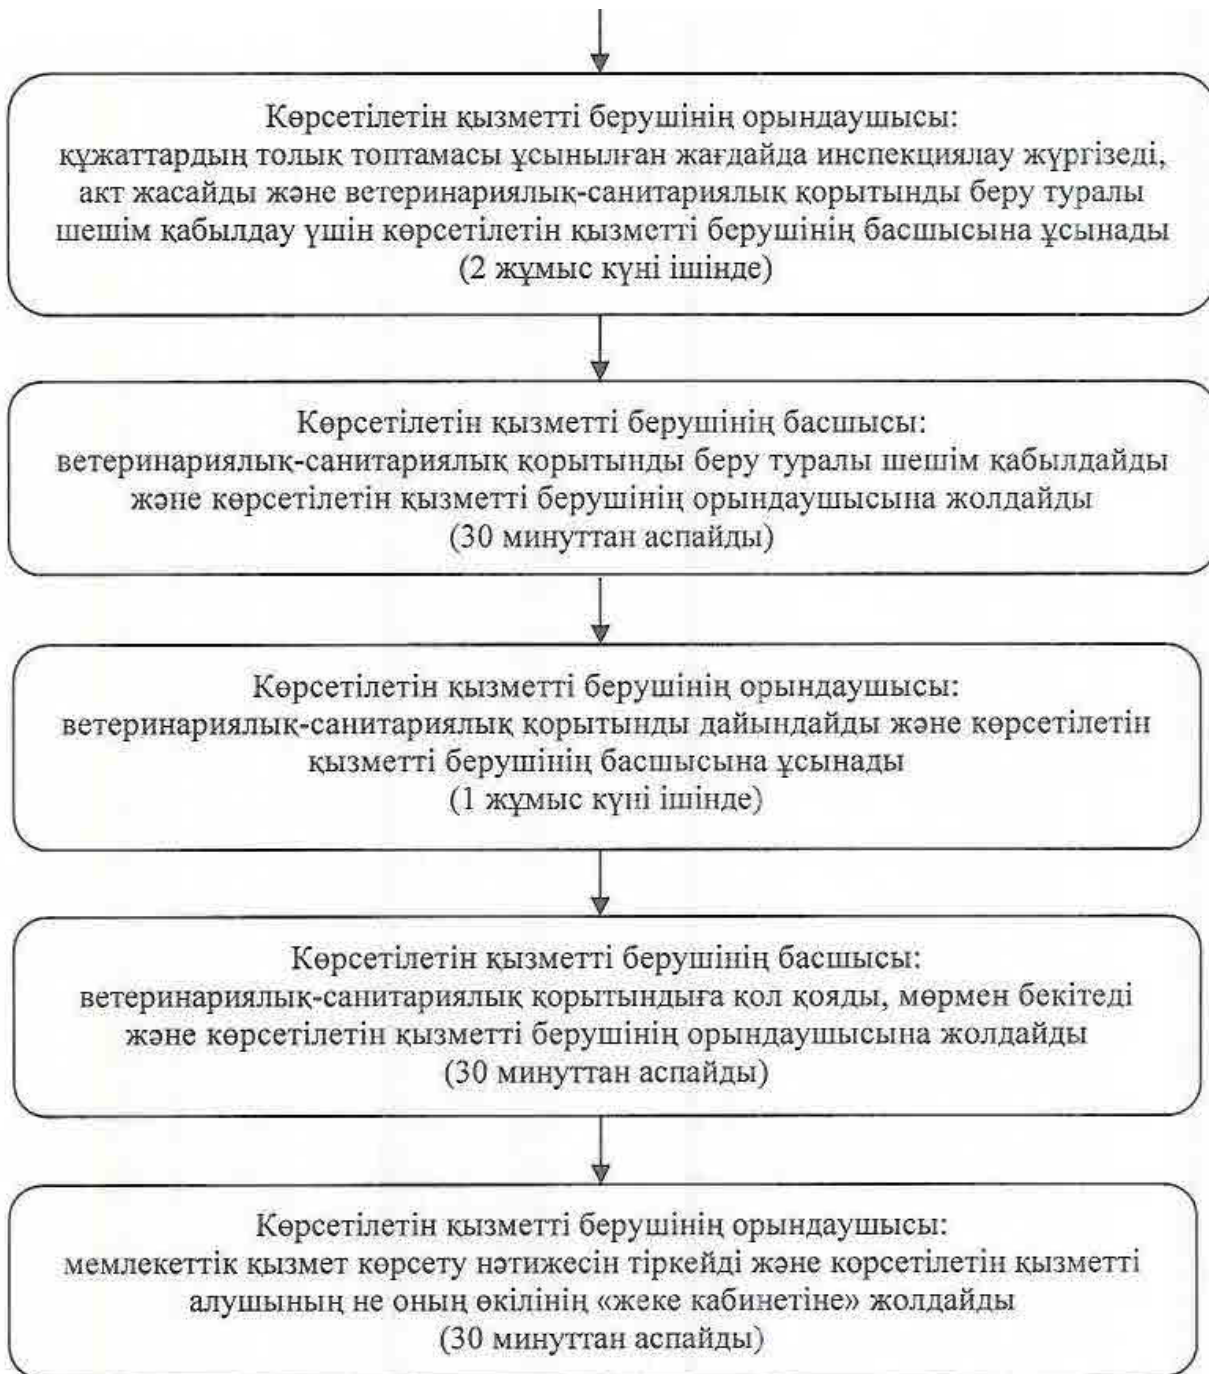 Көрсетілетін қызметті берушінің орындаушысы:
құжаттардың толық топтамасы ұсынылған жағдайда инспекциялау жүргізеді,
акт жасайды және ветеринариялық-санитариялық қорытынды беру туралы
шешім қабылдау үшін көрсетілетін қызметті берушінің басшысына ұсынады
(2 жұмыс күні ішінде)
Көрсетілетін қызметті берушінің басшысы:
ветеринариялық-санитариялық қорытынды беру туралы шешім қабылдайды
және көрсетілетін қызметті берушінің орындаушысына жолдайды
(30 минуттан аспайды)
Көрсетілетін қызметті берушінің орындаушысы:
ветеринариялық-санитариялық қорытынды дайындайды және көрсетілетін
қызметті берушінің басшысына ұсынады
(1 жұмыс күні ішінде)
Көрсетілетін қызметті берушінің басшысы:
ветеринариялық-санитариялық қорытындыға қол қояды, мөрмен бекітеді
және көрсетілетін қызметті берушінің орындаушысына жолдайды
(30 минуттан аспайды)
Көрсетілетін қызметті берушінің орындаушысы:
мемлекеттік қызмет көрсету нәтижесін тіркейді және көрсетілетін қызметті
алушының не оның өкілінің «жеке кабинетіне» жолдайды
(30 минуттан аспайды)